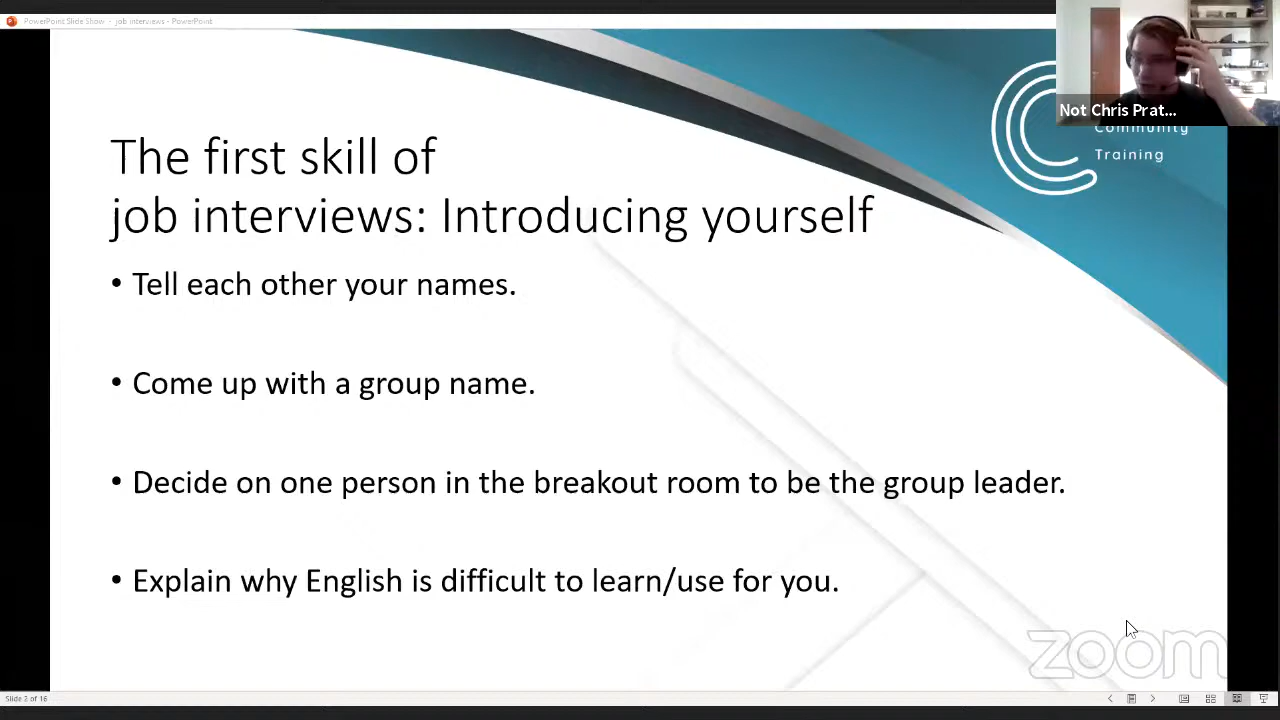 PowerPoint Slide Show - job interviews - PowerPoint
Not Chris Prat...
Community
Training
The first skill of
job interviews: Introducing yourself
• Tell each other your names.
• Come up with a group name.
• Decide on one person in the breakout room to be the group leader.
• Explain why English is difficult to learn/use for you.
zoom
Slide 2 of 16